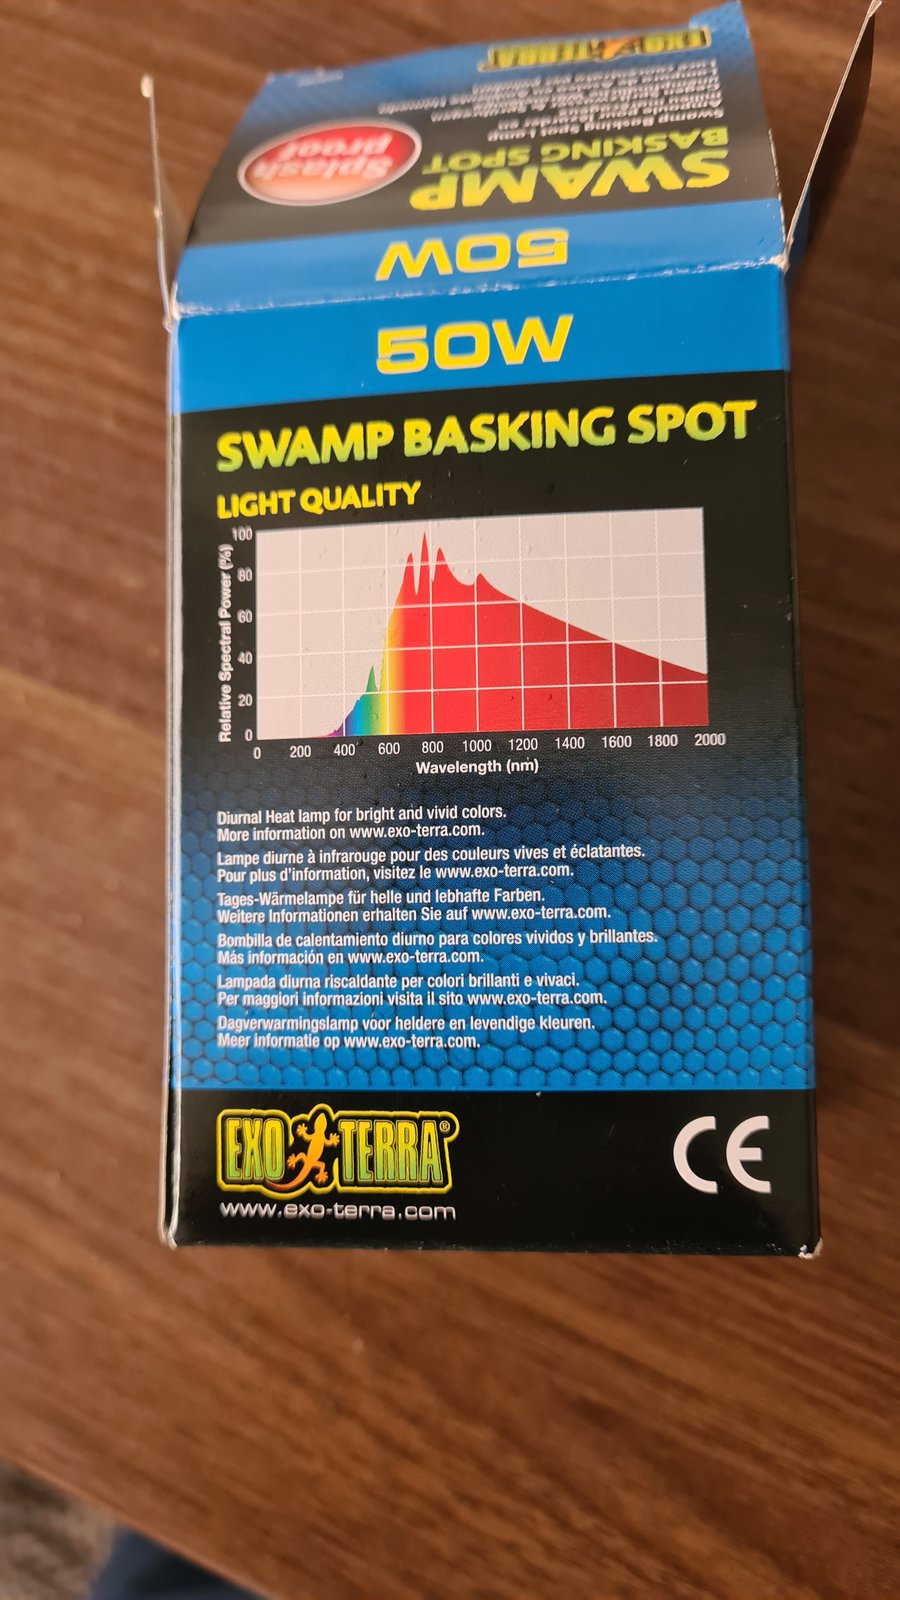 EXO TERRA
Swamp Basking Spot Lamp
SWAMP
BASKING SPOT
Splash
proof
50W
50W
SWAMP BASKING SPOT
LIGHT QUALITY
Relative Spectral Power (%)
100
80
60
40
20
0
0 200 400 600 800 1000 1200 1400 1600 1800 2000
Wavelength (nm)
Diurnal Heat lamp for bright and vivid colors.
More information on www.exo-terra.com.
Lampe diurne à infrarouge pour des couleurs vives et éclatantes.
Pour plus d'information, visitez le www.exo-terra.com.
Tages-Wärmelampe für helle und lebhafte Farben.
Weitere Informationen erhalten Sie auf www.exo-terra.com.
Bombilla de calentamiento diurno para colores vividos y brillantes.
Más información en www.exo-terra.com.
Lampada diurna riscaldante per colori brillanti e vivaci.
Per maggiori informazioni visita il sito www.exo-terra.com.
Dagverwarmingslamp voor heldere en levendige kleuren.
Meer informatie op www.exo-terra.com.
EXO TERRA®
www.exo-terra.com
CE